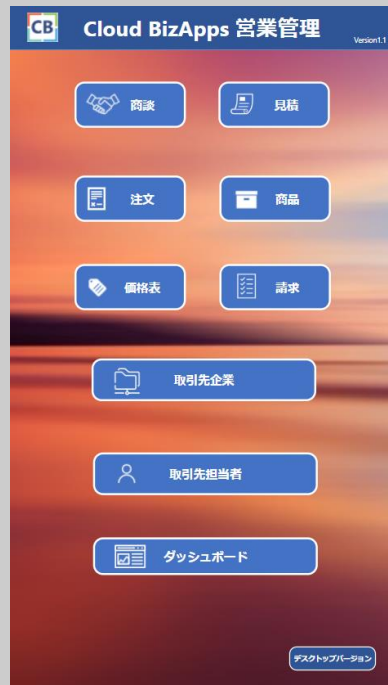 CB Cloud BizApps 営業管理
Version1.1
商談 見積
注文 商品
価格表 請求
取引先企業
取引先担当者
ダッシュボード
デスクトップバージョン